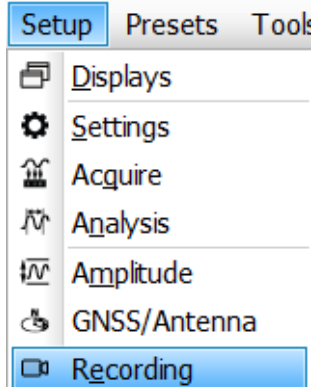 Setup Presets Tools
Displays
Settings
Acquire
Analysis
Amplitude
GNSS/Antenna
Recording